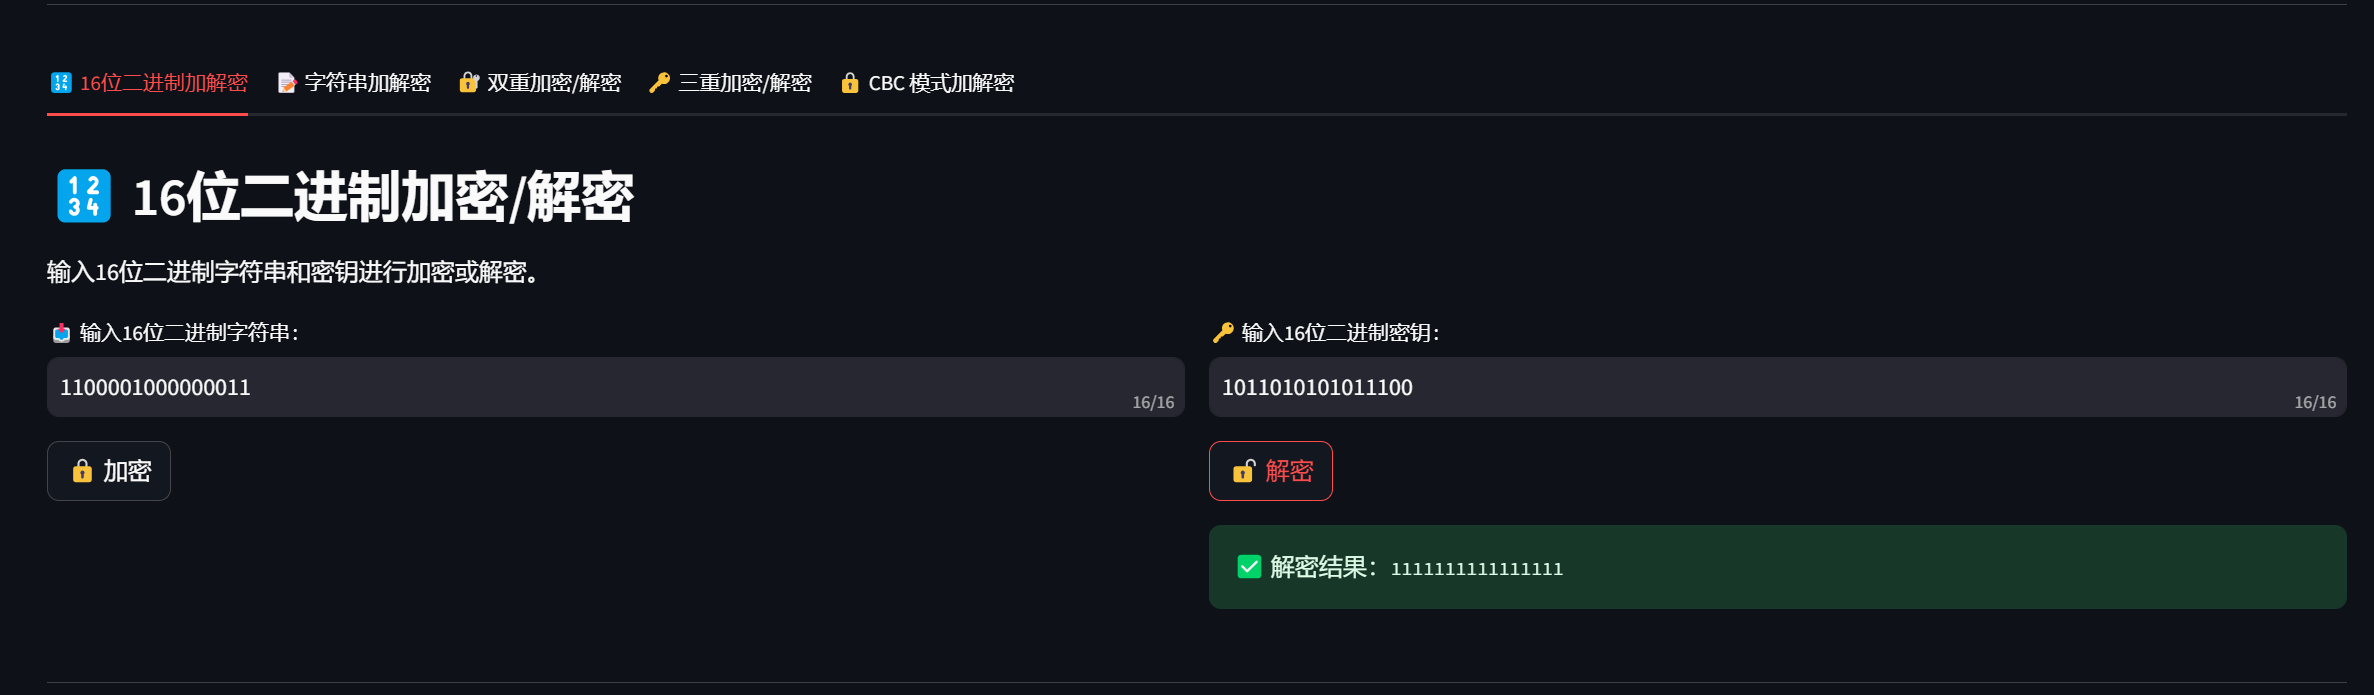 16位二进制加解密 字符串加解密 双重加密/解密 三重加密/解密 CBC 模式加解密
16位二进制加密/解密
输入16位二进制字符串和密钥进行加密或解密。
输入16位二进制字符串： 输入16位二进制密钥：
1100001000000011 16/16 1011010101011100 16/16
加密 解密
解密结果： 1111111111111111